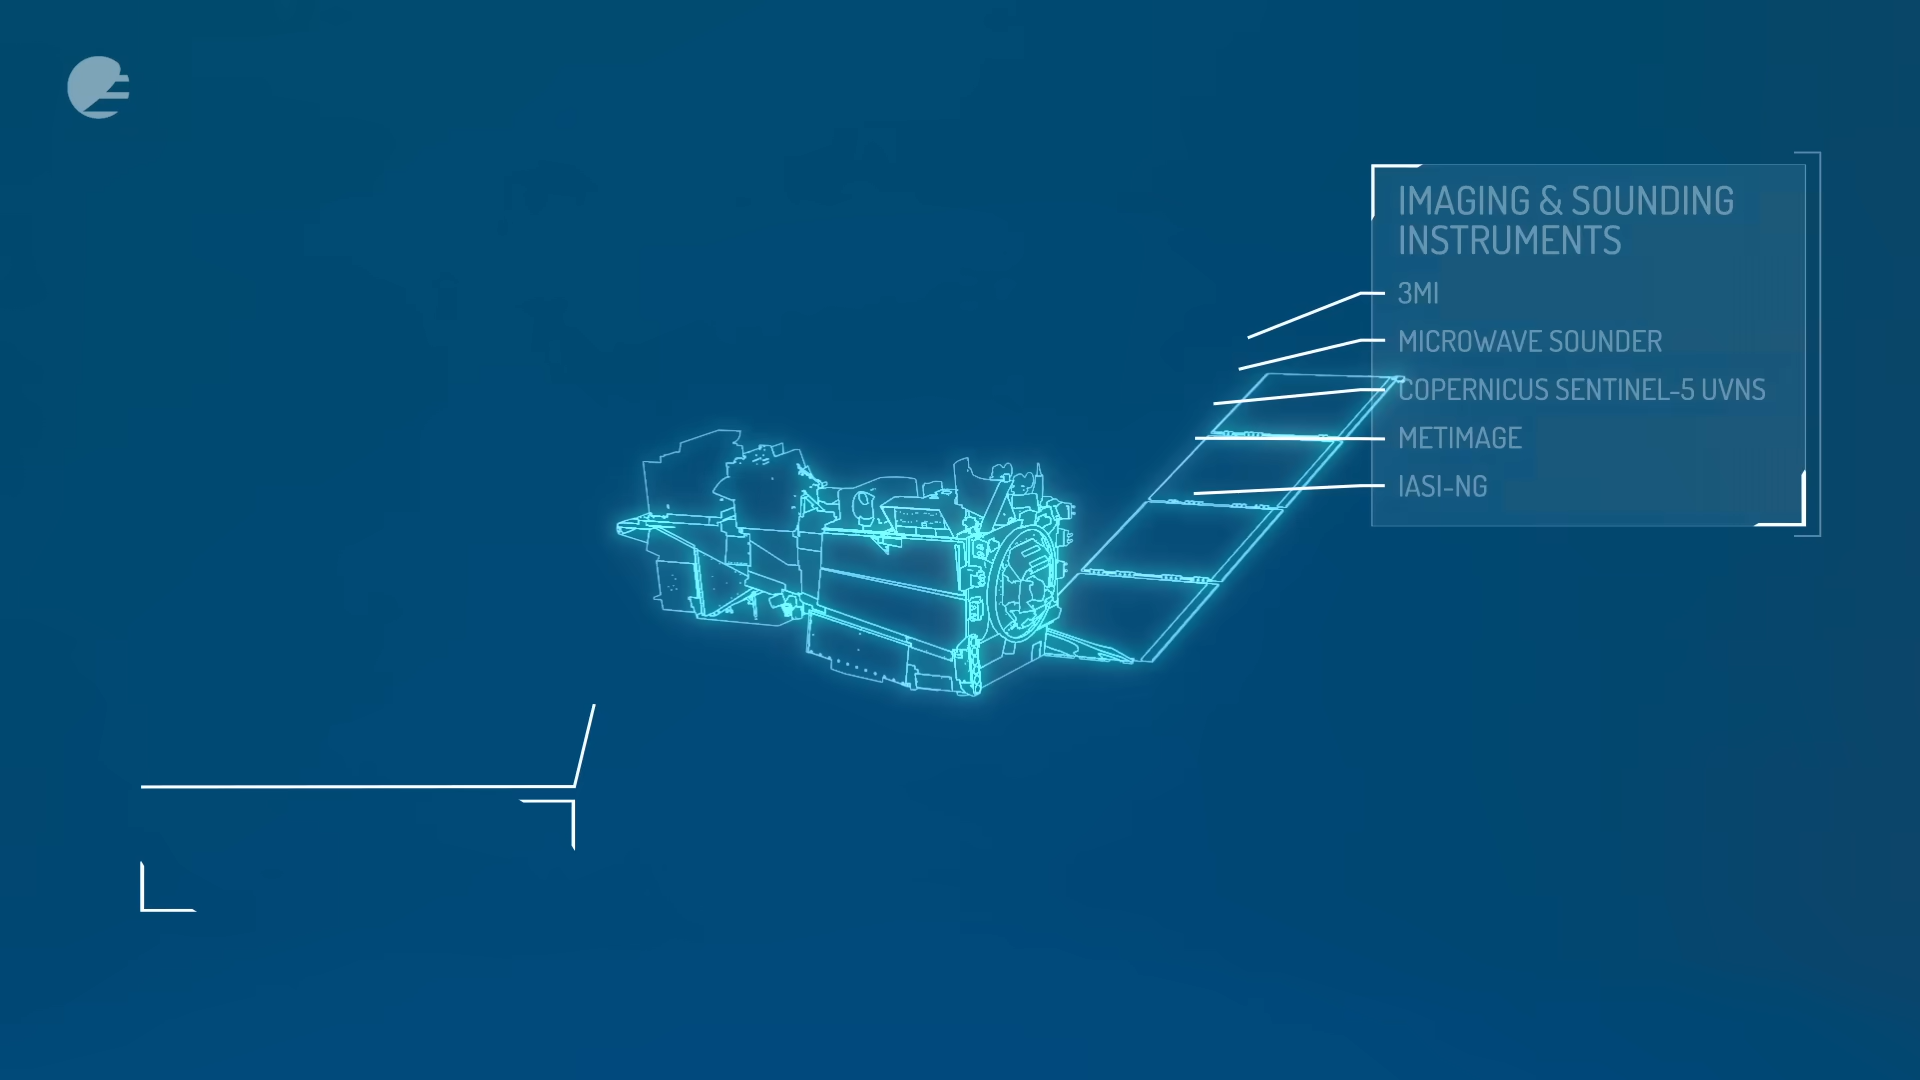 IMAGING & SOUNDING
INSTRUMENTS
3MI
MICROWAVE SOUNDER
COPERNICUS SENTINEL-5 UVNS
METIMAGE
IASI-NG